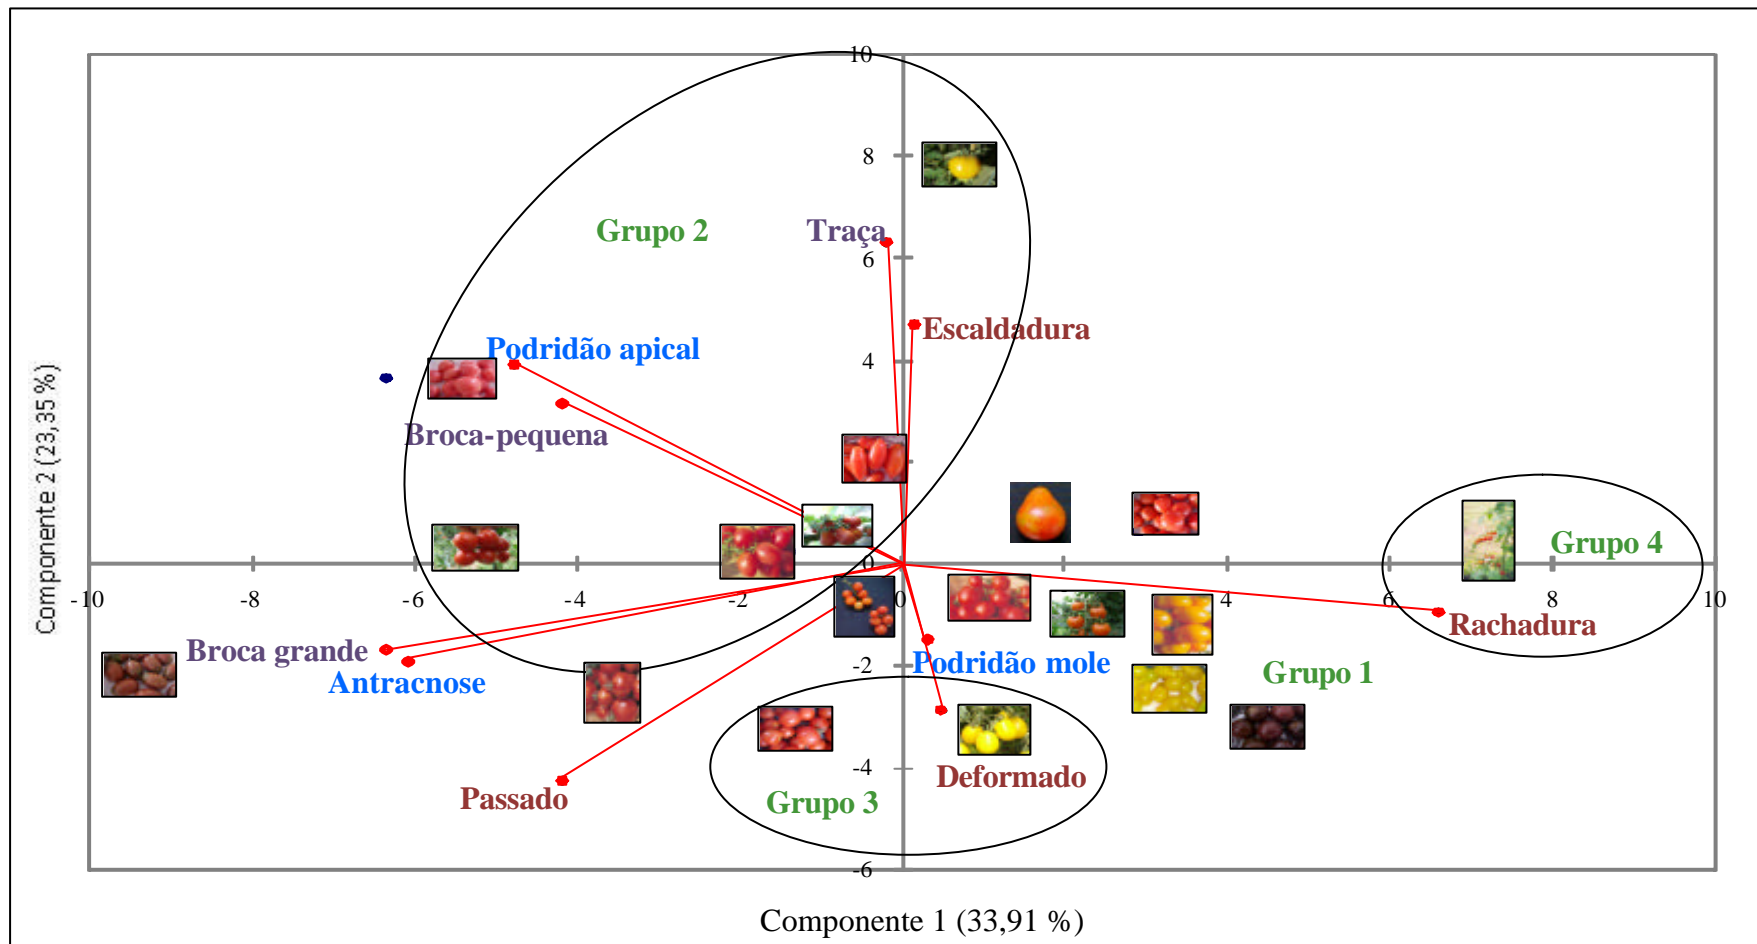 10
8
Grupo 2
Traça
6
Escaldadura
Podridão apical
4
Broca-pequena
Componente 2 (23,35 %)
Grupo 4
0
-10
-8
-6
-4
-2
0
4
6
8
10
Rachadura
Broca grande
Podridão mole
-2
Antracnose
Grupo 1
-4
Deformado
Passado
Grupo 3
-6
Componente 1 (33,91 %)